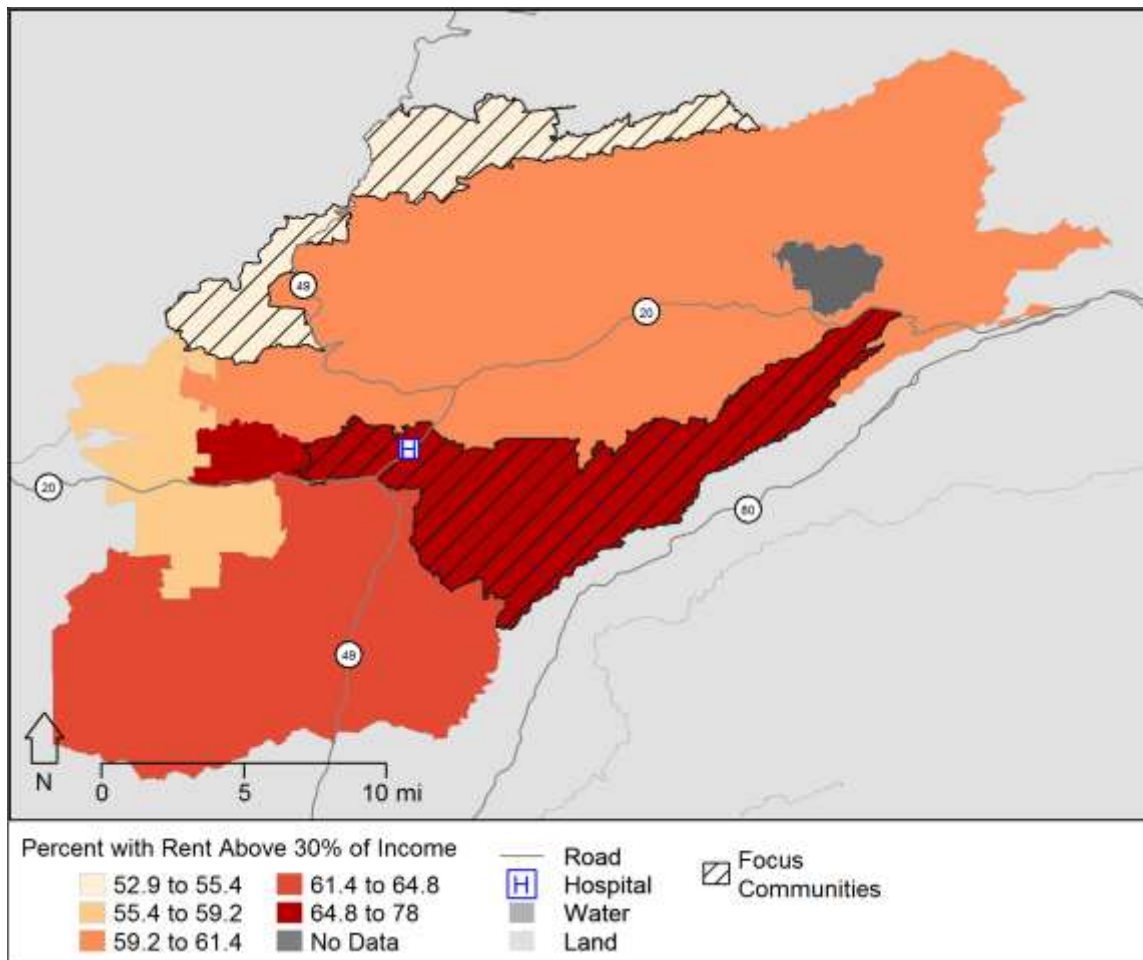 49
20
H
20
80
49
N
0 5 10 mi
Percent with Rent Above 30% of Income
52.9 to 55.4
55.4 to 59.2
59.2 to 61.4
61.4 to 64.8
64.8 to 78
No Data
Road
H Hospital
Water
Land
Focus
Communities